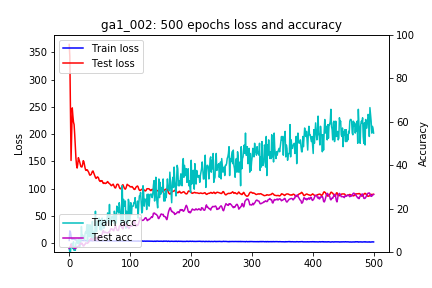 ga1_002: 500 epochs loss and accuracy
Train loss
Test loss
350
300
250
200
150
100
50
0
Loss
100
80
60
40
20
0
Accuracy
Train acc
Test acc
0 100 200 300 400 500